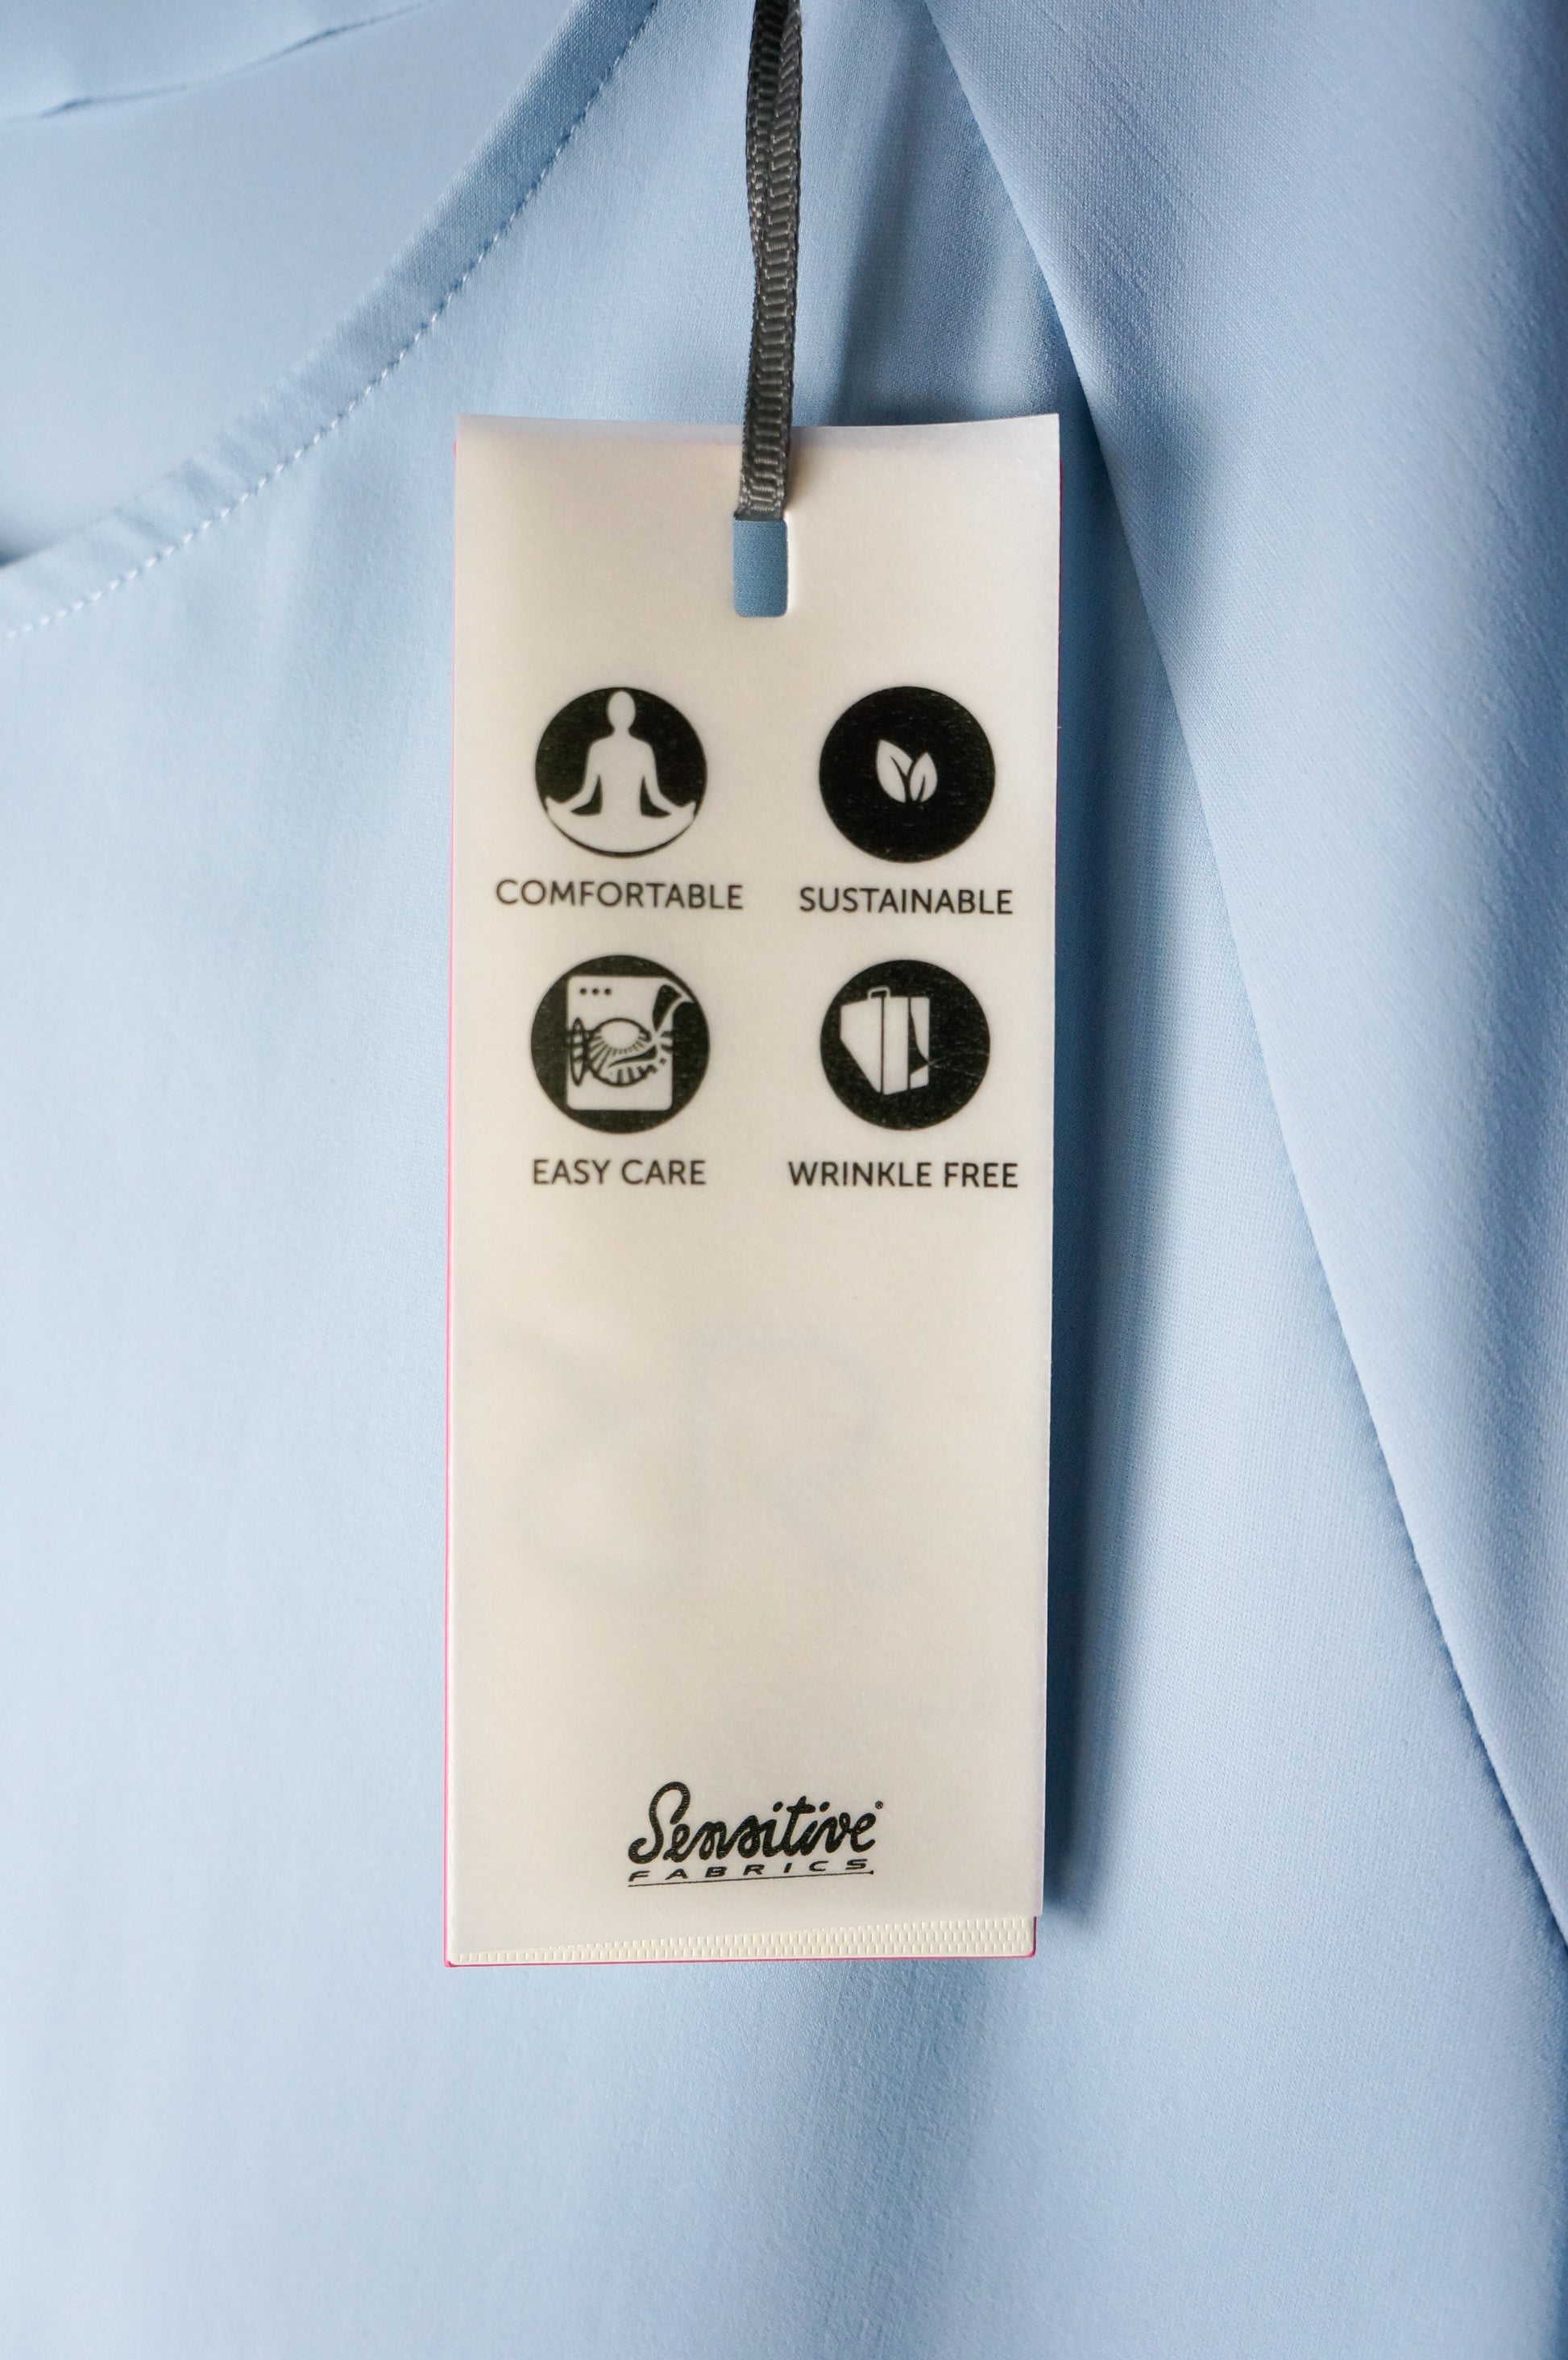 COMFORTABLE SUSTAINABLE
EASY CARE WRINKLE FREE
Sensitive®
FABRICS